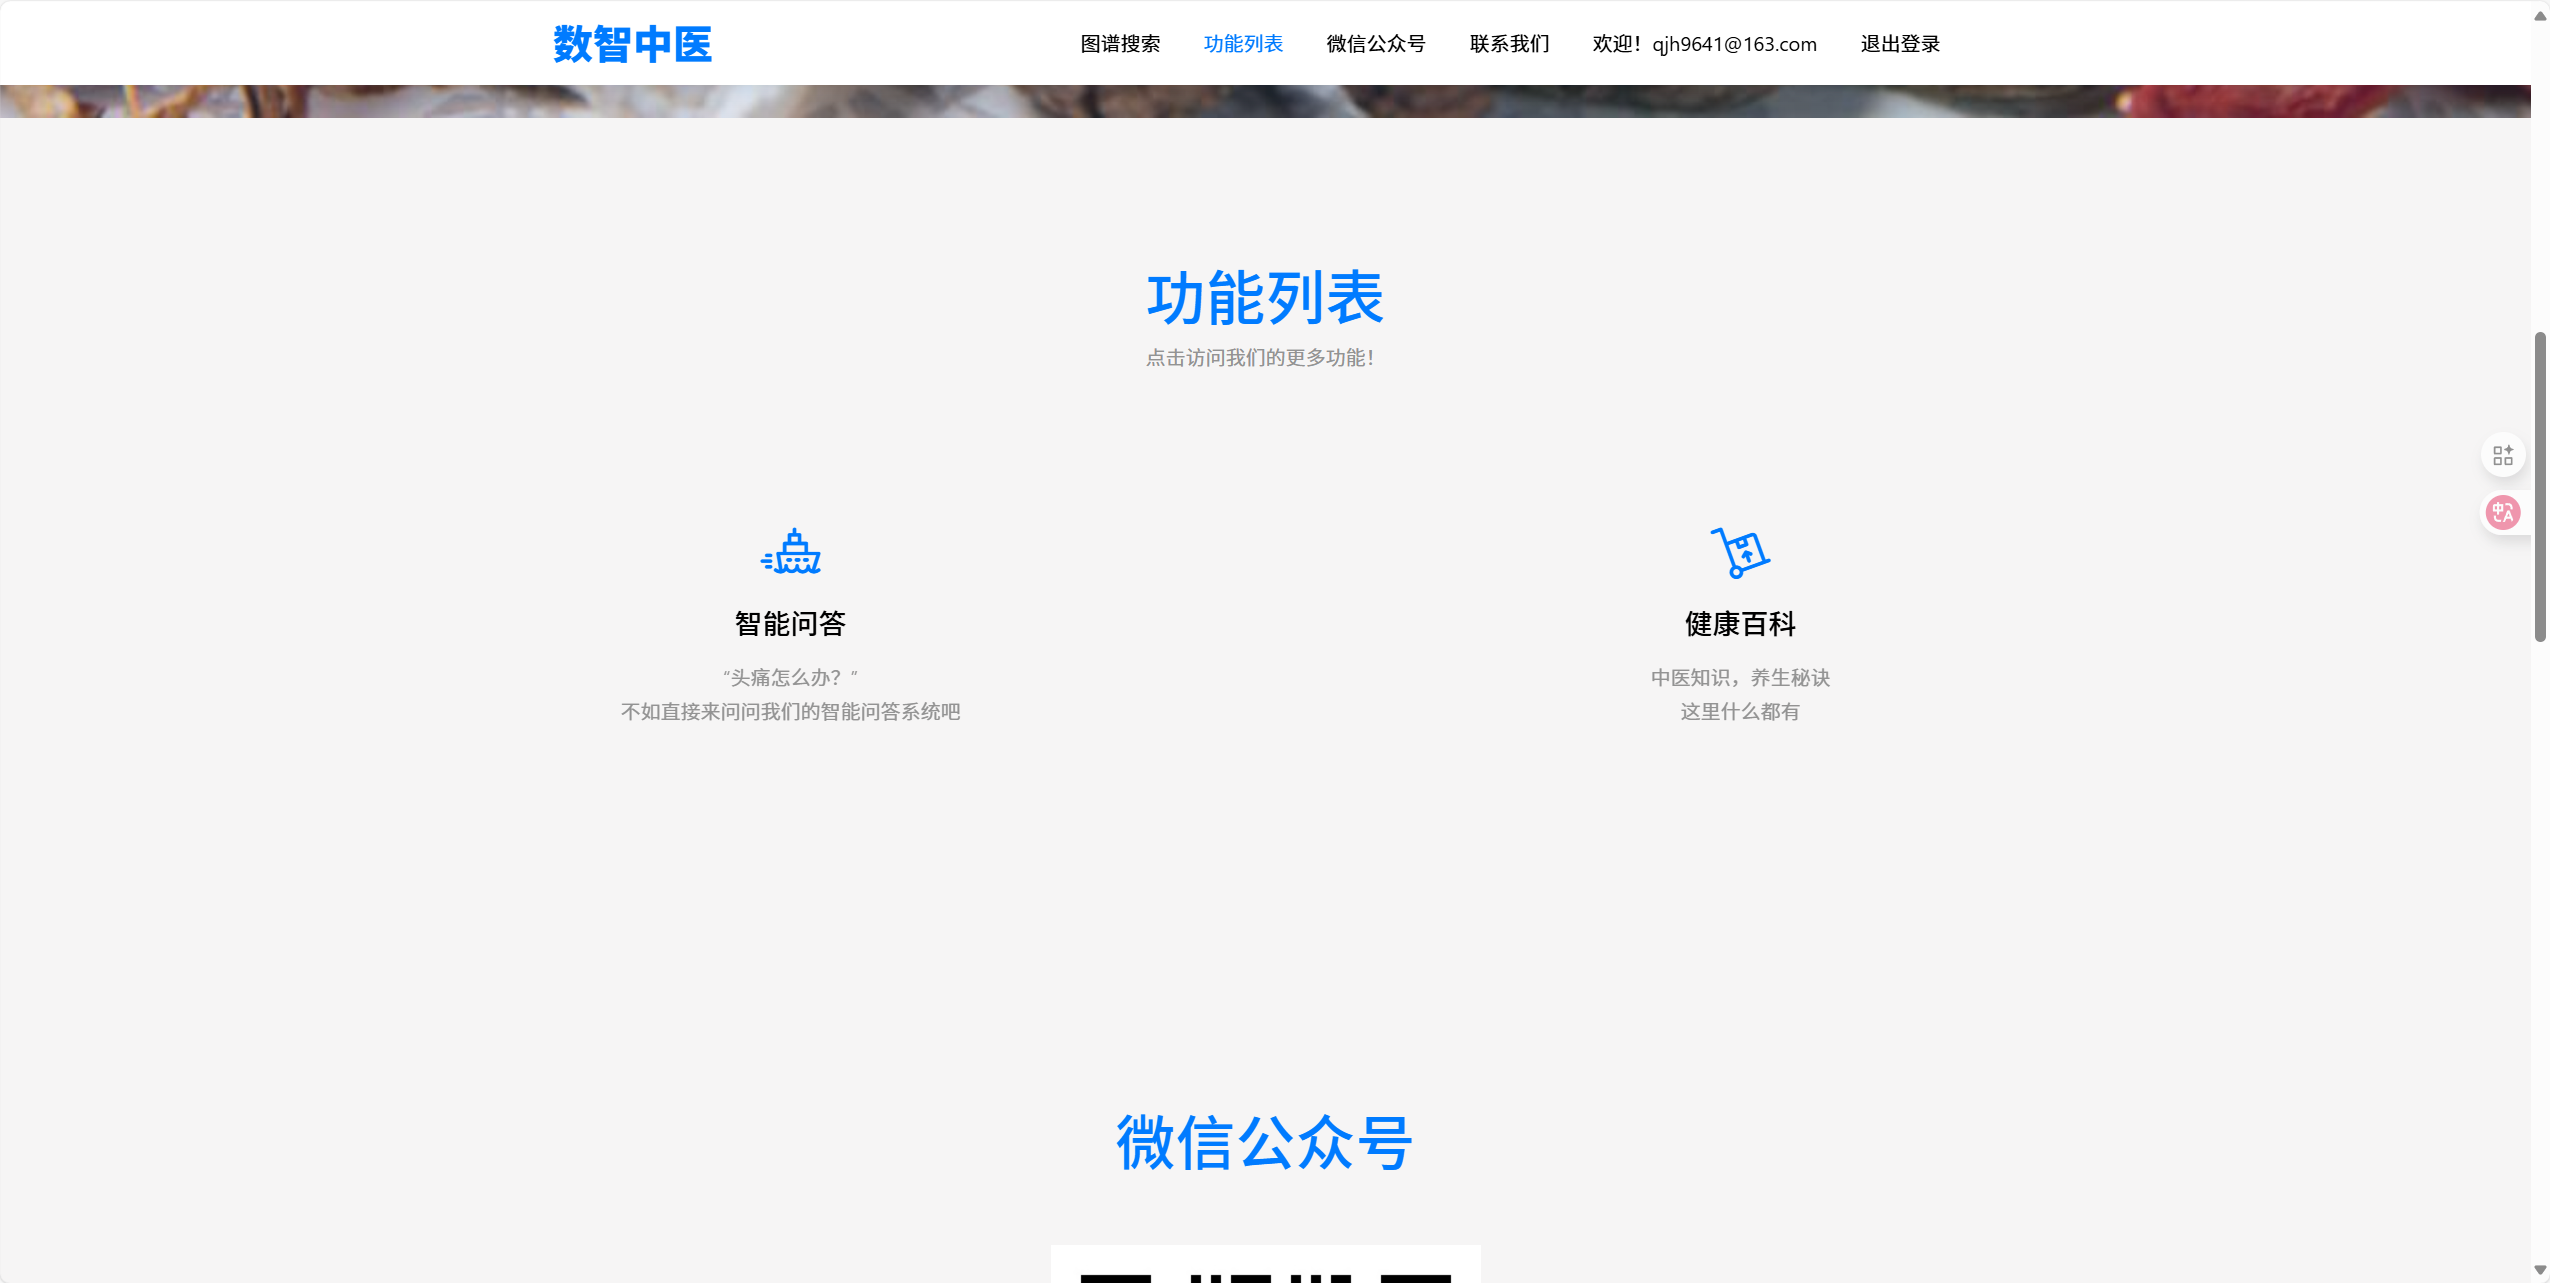 数智中医
图谱搜索 功能列表 微信公众号 联系我们 欢迎！qjh9641@163.com 退出登录
功能列表
点击访问我们的更多功能！
智能问答
“头痛怎么办？”
不如直接来问问我们的智能问答系统吧
健康百科
中医知识，养生秘诀
这里什么都有
微信公众号